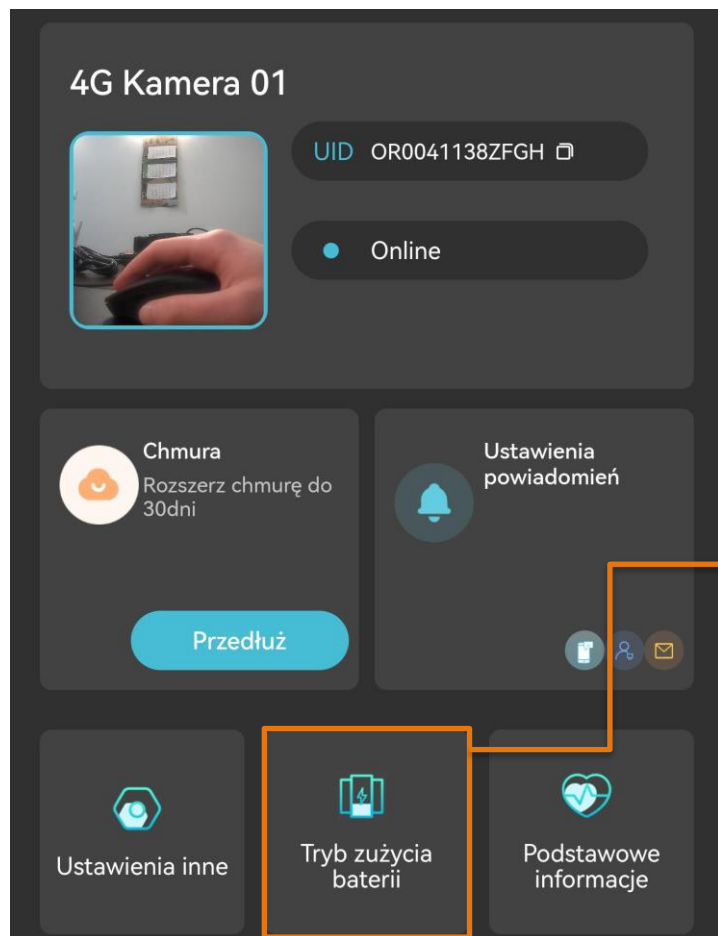 4G Kamera 01
UID OR0041138ZFGH
Online
Chmura
Rozszerz chmurę do
30dni
Przedłuż
Ustawienia
powiadomień
Ustawienia inne
Tryb zużycia
baterii
Podstawowe
informacje